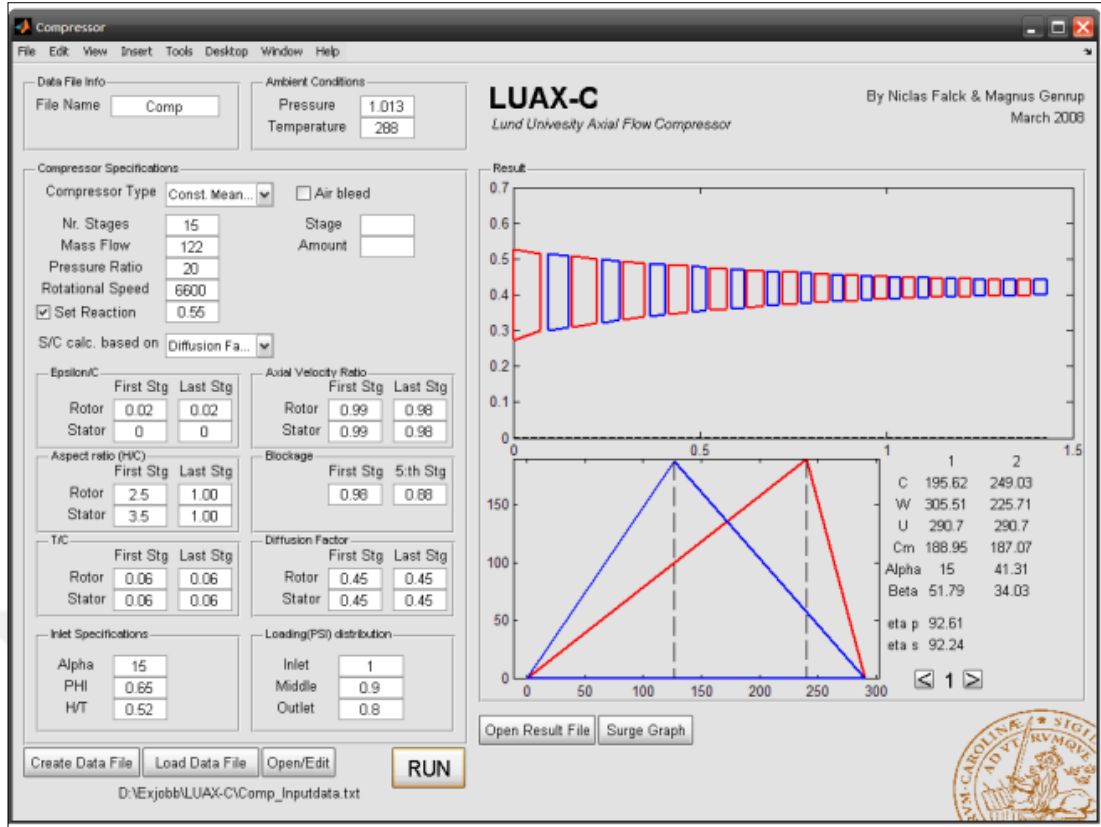 Compressor
File Edit View Insert Tools Desktop Window Help
Data File Info
File Name Comp
Ambient Conditions
Pressure 1.013
Temperature 288
LUAX-C
Lund Univesity Axial Flow Compressor
By Niclas Falck & Magnus Genrup
March 2008
Compressor Specifications
Compressor Type Const. Mean... Air bleed
Nr. Stages 15 Stage
Mass Flow 122 Amount
Pressure Ratio 20
Rotational Speed 6600
Set Reaction 0.55
S/C calc. based on Diffusion Fa...
Epsilon/C
First Stg Last Stg
Rotor 0.02 0.02
Stator 0 0
Axial Velocity Ratio
First Stg Last Stg
Rotor 0.99 0.98
Stator 0.99 0.98
Aspect ratio (H/C)
First Stg Last Stg
Rotor 2.5 1.00
Stator 3.5 1.00
Blockage
First Stg 5:th Stg
0.98 0.88
T/C
First Stg Last Stg
Rotor 0.06 0.06
Stator 0.06 0.06
Diffusion Factor
First Stg Last Stg
Rotor 0.45 0.45
Stator 0.45 0.45
Inlet Specifications
Alpha 15
PHI 0.65
H/T 0.52
Loading(PSI) distribution
Inlet 1
Middle 0.9
Outlet 0.8
Create Data File Load Data File Open/Edit RUN
D:\Exjobb\LUAX-C\Comp_Inputdata.txt
Result
0.7
0.6
0.5
0.4
0.3
0.2
0.1
0
0 0.5 1 1.5
150
100
50
0
0 50 100 150 200 250 300
1 2
C 195.62 249.03
W 305.51 225.71
U 290.7 290.7
Cm 188.95 187.07
Alpha 15 41.31
Beta 51.79 34.03
eta p 92.61
eta s 92.24
< 1 >
Open Result File Surge Graph